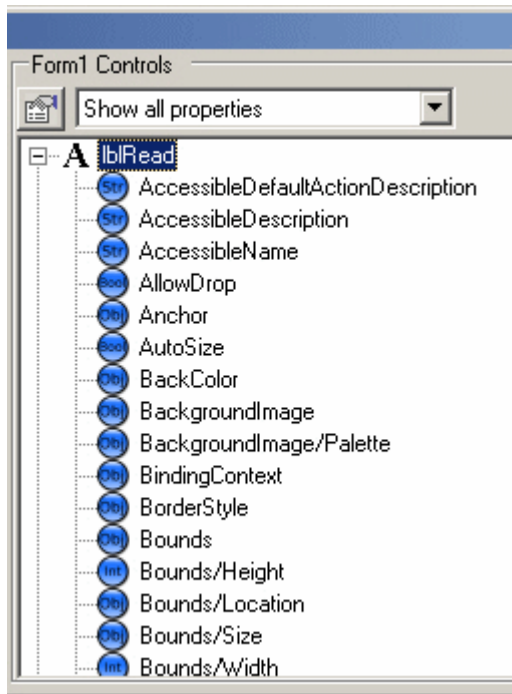 Form1 Controls
Show all properties
A lblRead
Str AccessibleDefaultActionDescription
Str AccessibleDescription
Str AccessibleName
Bool AllowDrop
Obj Anchor
Bool AutoSize
Obj BackColor
Obj BackgroundImage
Obj BackgroundImage/Palette
Obj BindingContext
Obj BorderStyle
Obj Bounds
Int Bounds/Height
Obj Bounds/Location
Obj Bounds/Size
Int Bounds/Width